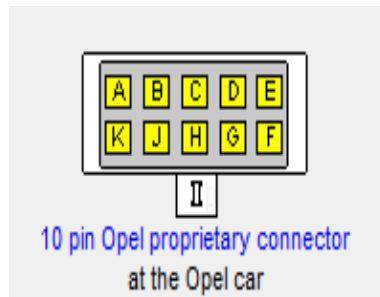 A B C D E
K J H G F
II
10 pin Opel proprietary connector
at the Opel car